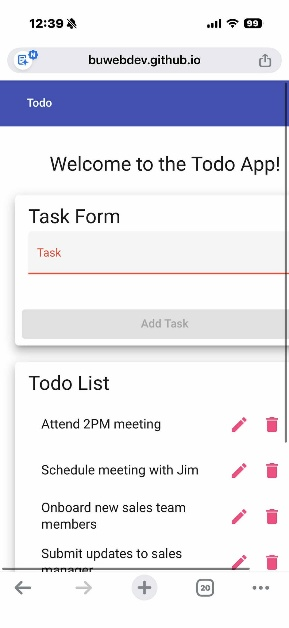 12:39
99
buwebdev.github.io
Todo
Welcome to the Todo App!
Task Form
Task
Add Task
Todo List
Attend 2PM meeting
Schedule meeting with Jim
Onboard new sales team
members
Submit updates to sales
manager
20